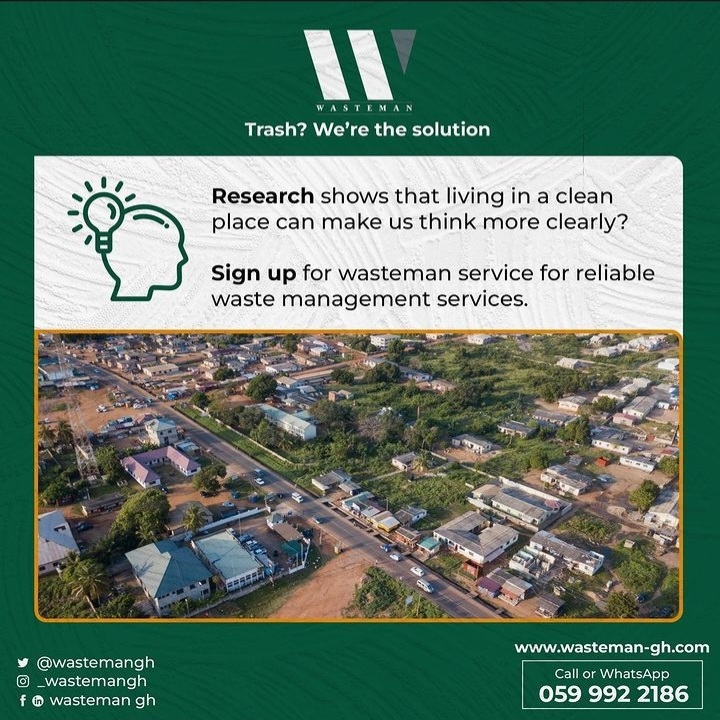 WASTEMAN
Trash? We're the solution
Research shows that living in a clean
place can make us think more clearly?
Sign up for wasteman service for reliable
waste management services.
@wastemangh
_wastemangh
wasteman gh
www.wasteman-gh.com
Call or WhatsApp
059 992 2186